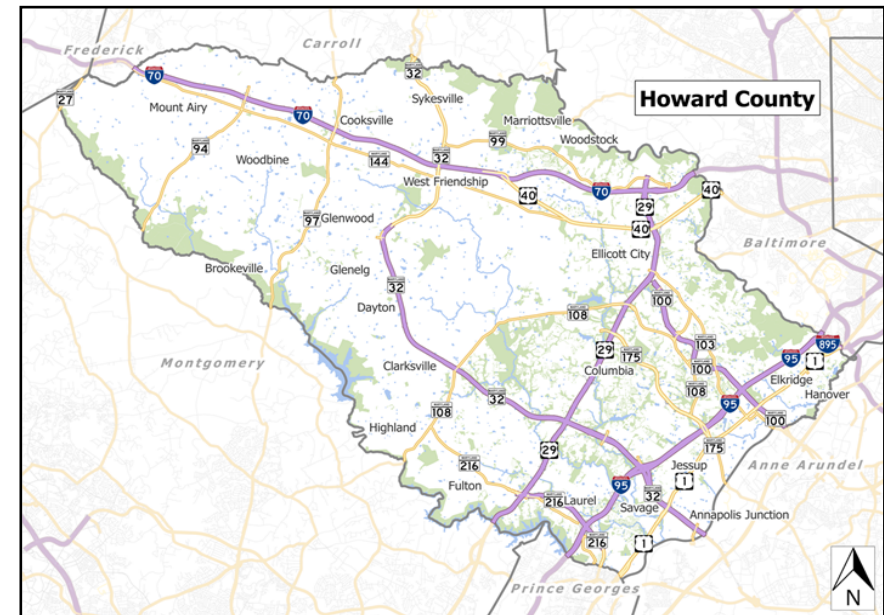 Frederick
Carroll
70
32
27
Mount Airy
Sykesville
Howard County
70
Cooksville
Marriottsville
94
99
Woodstock
Woodbine
144
32
West Friendship
70
40
40
29
97
Glenwood
40
Ellicott City
Baltimore
Brookeville
Glenelg
32
100
Dayton
108
103
895
Montgomery
29
175
95
1
Clarksville
Columbia
100
Elkridge
32
108
95
Hanover
108
100
Highland
29
175
216
Jessup
Anne Arundel
Fulton
95
1
32
216
Laurel
Savage
Annapolis Junction
216
1
Prince Georges
N